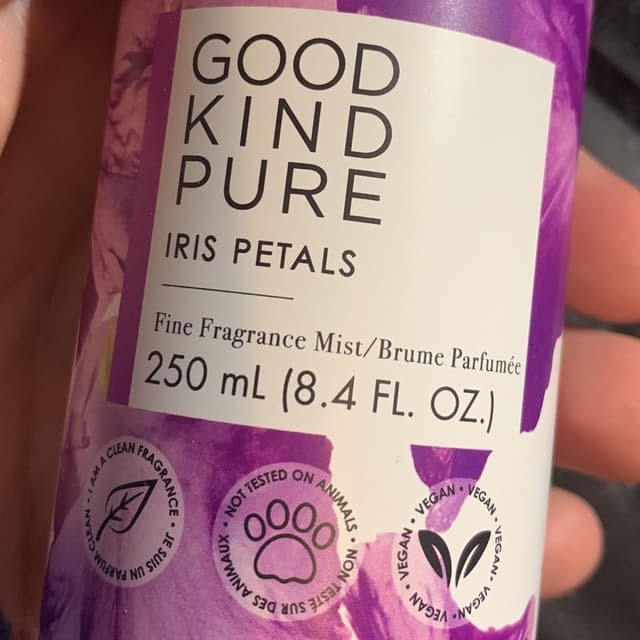 GOOD
KIND
PURE
IRIS PETALS
Fine Fragrance Mist/Brume Parfumée
250 mL (8.4 FL. OZ.)
I AM A CLEAN FRAGRANCE • JE SUIS UN PARFUM CLEAN •
NOT TESTED ON ANIMALS • NON TESTÉ SUR DES ANIMAUX •
VEGAN • VEGAN • VEGAN • VEGAN • VEGAN • VEGAN •